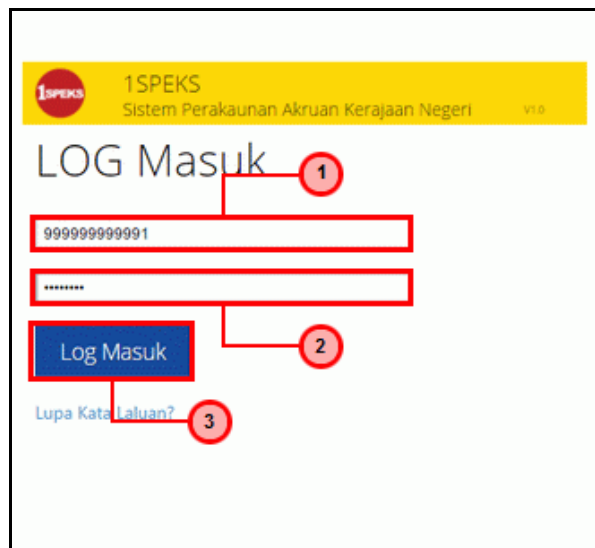 1SPEKS
1SPEKS
Sistem Perakaunan Akruan Kerajaan Negeri V1.0
LOG Masuk
1
999999999991
••••••••
2
Log Masuk
Lupa Kata Laluan?
3